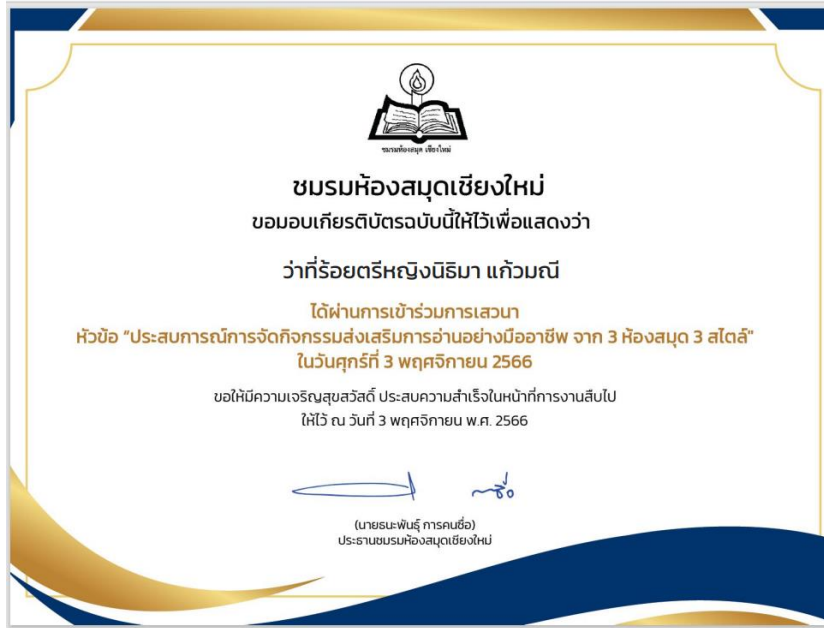 ชมรมห้องสมุด เชียงใหม่
ชมรมห้องสมุดเชียงใหม่
ขอมอบเกียรติบัตรฉบับนี้ให้ไว้เพื่อแสดงว่า
ว่าที่ร้อยตรีหญิงนิธิมา แก้วมณี
ได้ผ่านการเข้าร่วมการเสวนา
หัวข้อ "ประสบการณ์การจัดกิจกรรมส่งเสริมการอ่านอย่างมืออาชีพ จาก 3 ห้องสมุด 3 สไตล์"
ในวันศุกร์ที่ 3 พฤศจิกายน 2566
ขอให้มีความเจริญสุขสวัสดิ์ ประสบความสำเร็จในหน้าที่การงานสืบไป
ให้ไว้ ณ วันที่ 3 พฤศจิกายน พ.ศ. 2566
(นายธนะพันธุ์ การคนซื่อ)
ประธานชมรมห้องสมุดเชียงใหม่